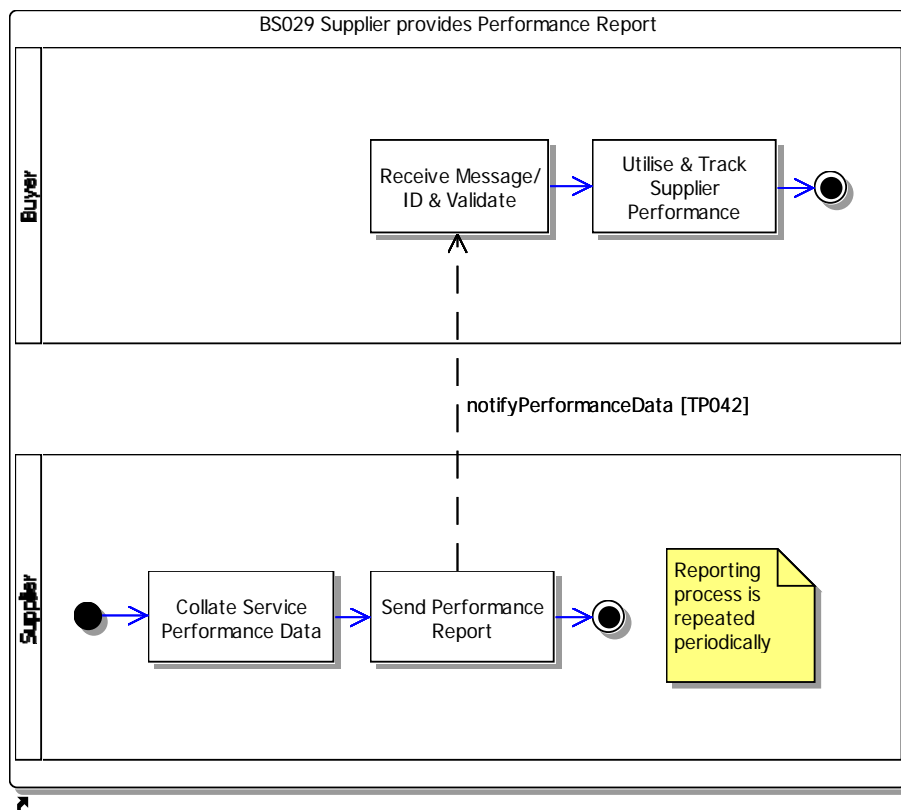 BS029 Supplier provides Performance Report
Buyer
Receive Message/
ID & Validate
Utilise & Track
Supplier
Performance
notifyPerformanceData [TP042]
Supplier
Collate Service
Performance Data
Send Performance
Report
Reporting
process is
repeated
periodically